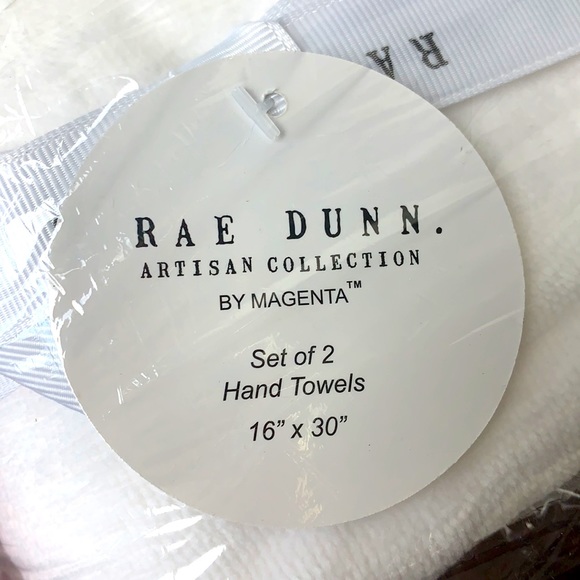 R A
RAE DUNN.
ARTISAN COLLECTION
BY MAGENTA™
Set of 2
Hand Towels
16” x 30”